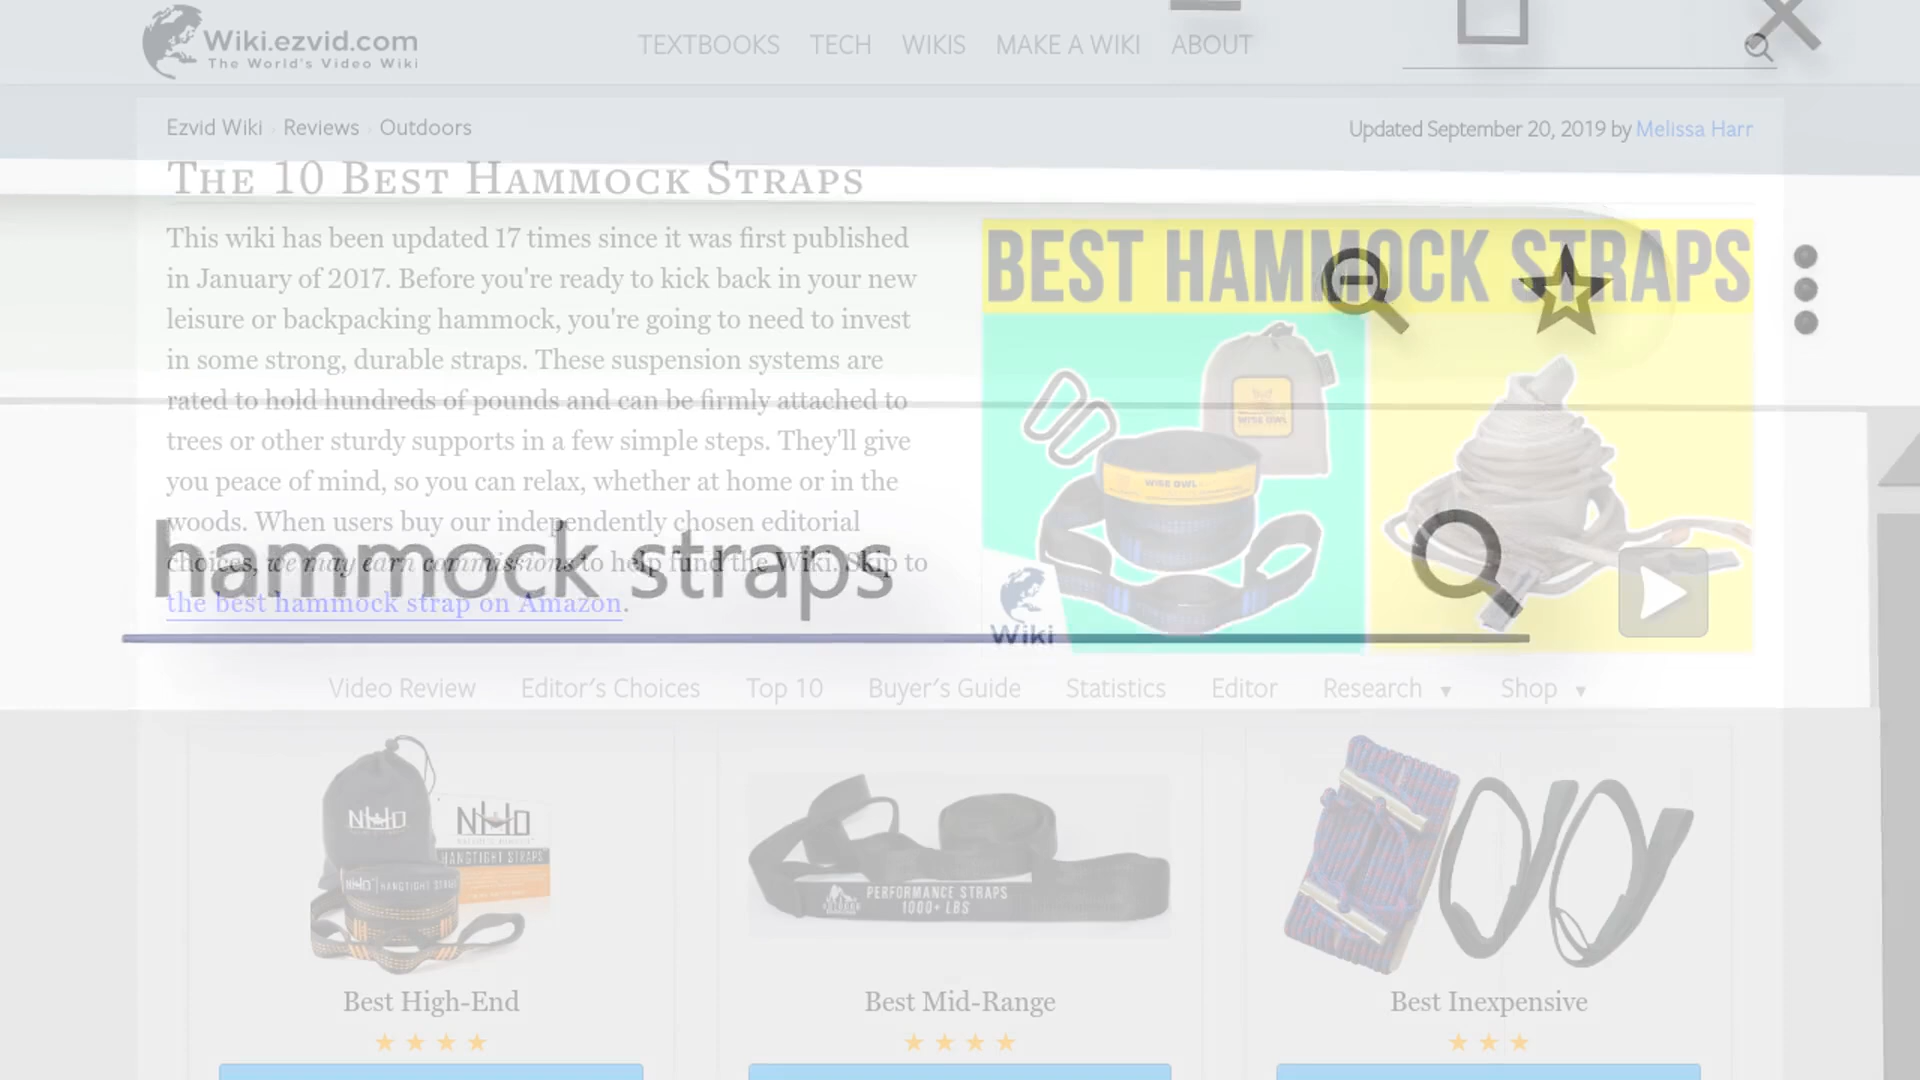 Wiki.ezvid.com
The World's Video Wiki
TEXTBOOKS TECH WIKIS MAKE A WIKI ABOUT
Ezvid Wiki › Reviews › Outdoors
Updated September 20, 2019 by Melissa Harr
The 10 Best Hammock Straps
This wiki has been updated 17 times since it was first published
in January of 2017. Before you're ready to kick back in your new
leisure or backpacking hammock, you're going to need to invest
in some strong, durable straps. These suspension systems are
rated to hold hundreds of pounds and can be firmly attached to
trees or other sturdy supports in a few simple steps. They'll give
you peace of mind, so you can relax, whether at home or in the
woods. When users buy our independently chosen editorial
choices, we may earn commissions to help fund the Wiki. Skip to
the best hammock strap on Amazon.
BEST HAMMOCK STRAPS
WISE OWL
WISE OWL
Wiki
hammock straps
Video Review Editor's Choices Top 10 Buyer's Guide Statistics Editor Research ▼ Shop ▼
HANGTIGHT STRAPS
HANGTIGHT STRAPS
PERFORMANCE STRAPS
1000+ LBS
Best High-End
Best Mid-Range
Best Inexpensive